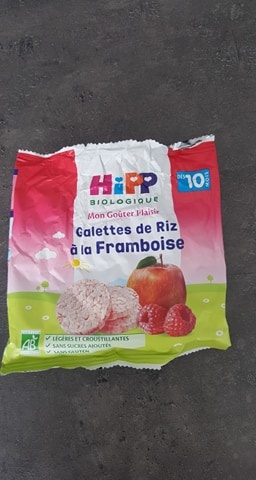 HiPP
BIOLOGIQUE
DÈS 10 MOIS
Mon Goûter Plaisir
Galettes de Riz
à la Framboise
LÉGÈRES ET CROUSTILLANTES
SANS SUCRES AJOUTÉS
SANS GLUTEN
AB